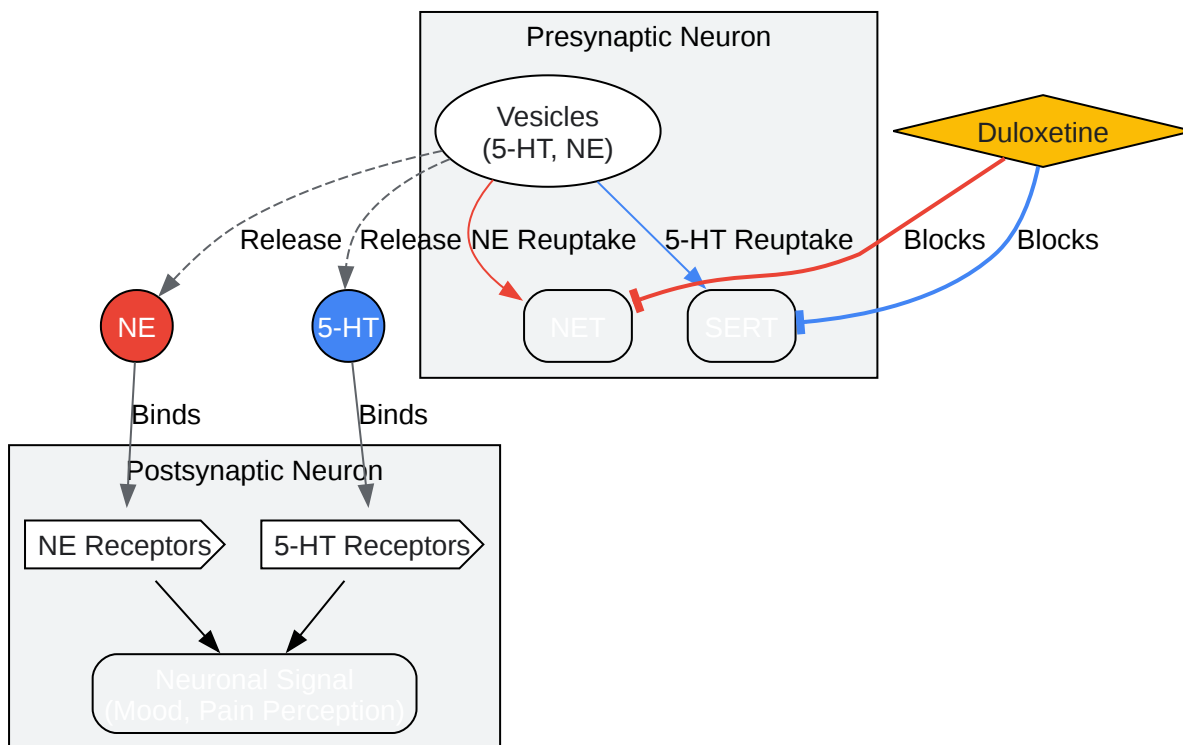 Presynaptic Neuron
Vesicles
(5-HT, NE)
Duloxetine
Release
Release
NE Reuptake
5-HT Reuptake
Blocks
Blocks
NE
5-HT
NET
SERT
Binds
Binds
Postsynaptic Neuron
NE Receptors
5-HT Receptors
Neuronal Signal
(Mood, Pain Perception)